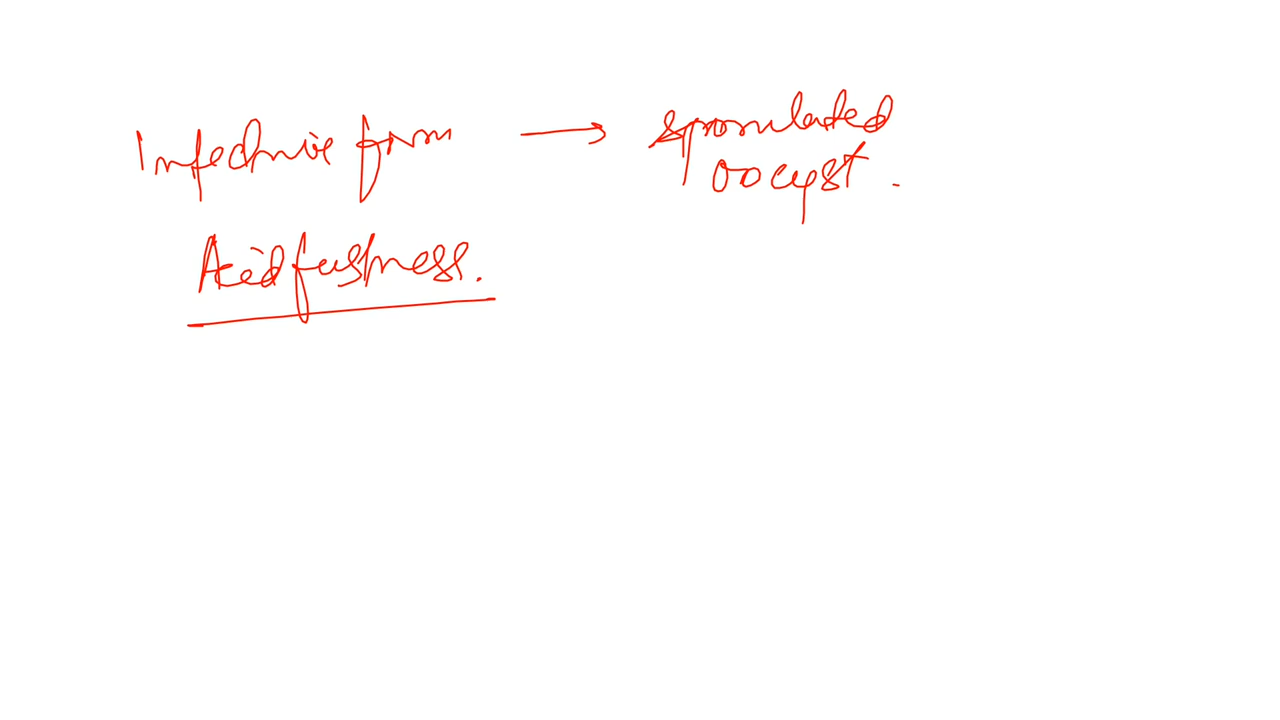 Infective form → sporulated
oocyst.
Acid fastness.